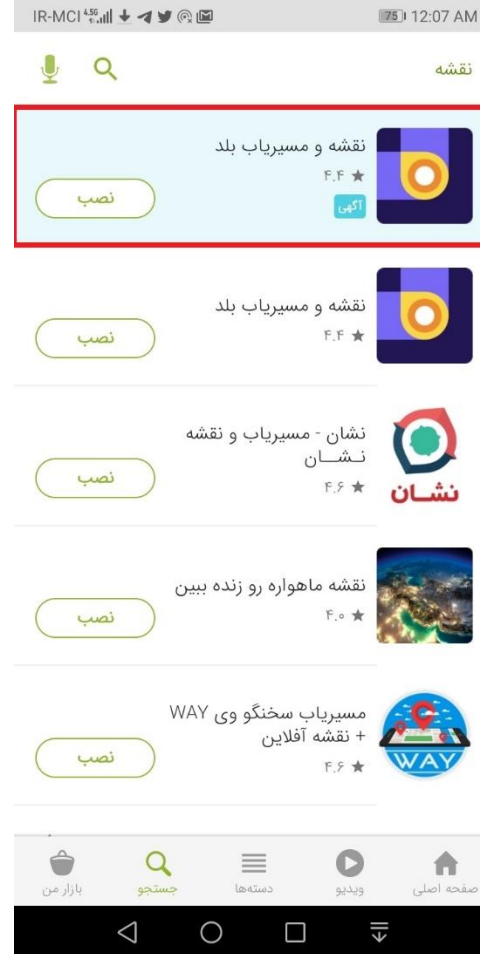 IR-MCI 4.5G 75 12:07 AM
نقشه
نقشه و مسیریاب بلد
۴.۴ ★
آگهی
نصب
نقشه و مسیریاب بلد
۴.۴ ★
نصب
نشان - مسیریاب و نقشه
نـشــان
۴.۶ ★
نصب
نشــان
نقشه ماهواره رو زنده ببین
۴.۰ ★
نصب
مسیریاب سخنگو وی WAY
+ نقشه آفلاین
۴.۶ ★
نصب
WAY
صفحه اصلی
ویدیو
دسته‌ها
جستجو
بازار من